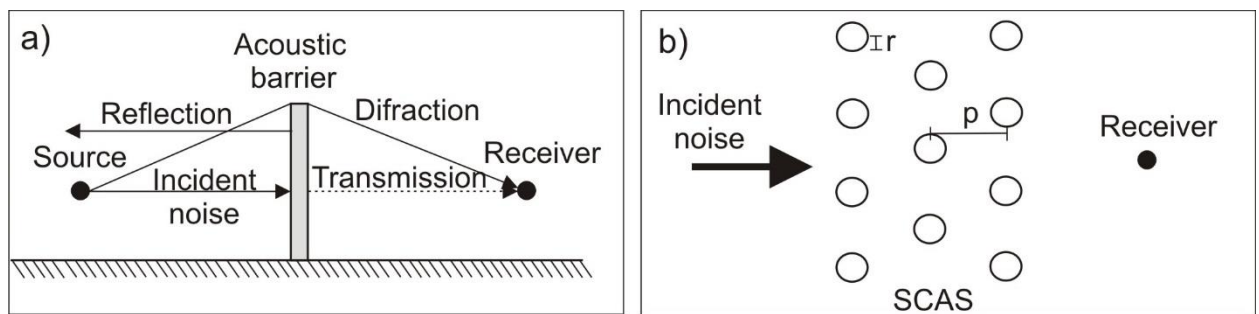 a)
Acoustic
barrier
Reflection
Difraction
Source
Receiver
Incident
noise
Transmission
b)
r
Incident
noise
p
Receiver
SCAS